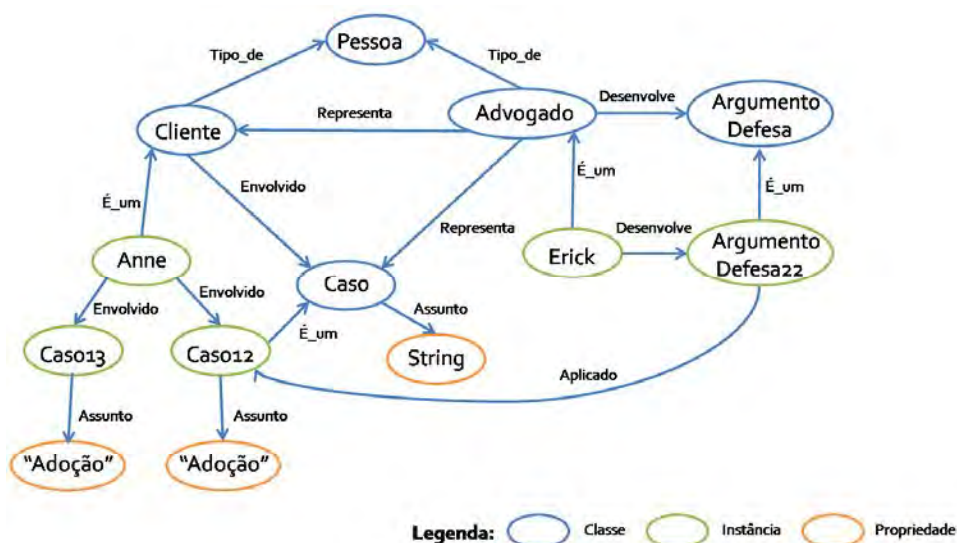 Pessoa
Tipo_de
Tipo_de
Cliente
Representa
Advogado
Desenvolve
Argumento
Defesa
É_um
Envolvido
Representa
É_um
É_um
Anne
Erick
Desenvolve
Argumento
Defesa22
Envolvido
Envolvido
Caso
Assunto
Caso13
Caso12
É_um
String
Aplicado
Assunto
Assunto
"Adoção"
"Adoção"
Legenda: Classe Instância Propriedade